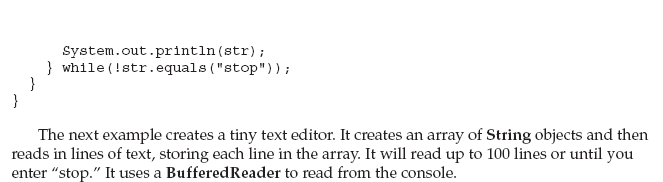 System.out.println(str);
} while(!str.equals("stop"));
}
}
The next example creates a tiny text editor. It creates an array of String objects and then
reads in lines of text, storing each line in the array. It will read up to 100 lines or until you
enter “stop.” It uses a BufferedReader to read from the console.